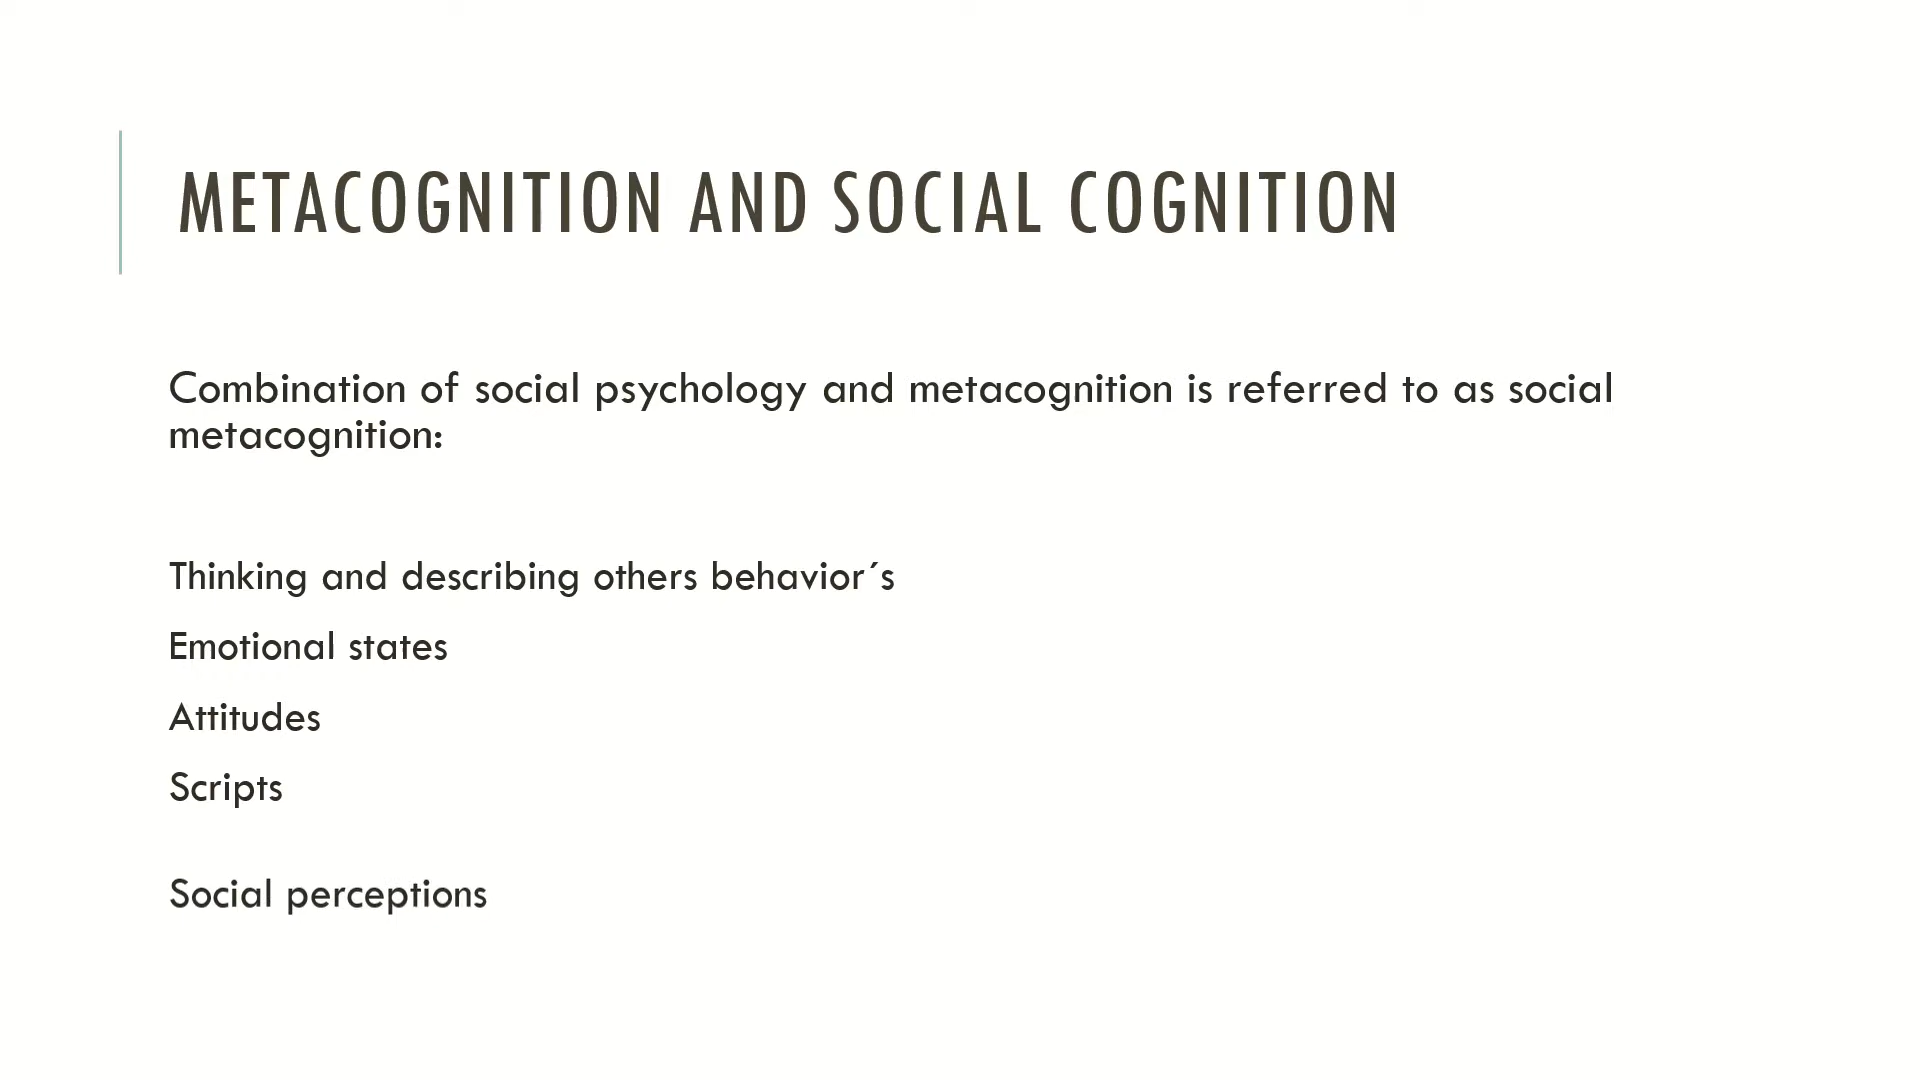 METACOGNITION AND SOCIAL COGNITION
Combination of social psychology and metacognition is referred to as social
metacognition:
Thinking and describing others behavior´s
Emotional states
Attitudes
Scripts
Social perceptions